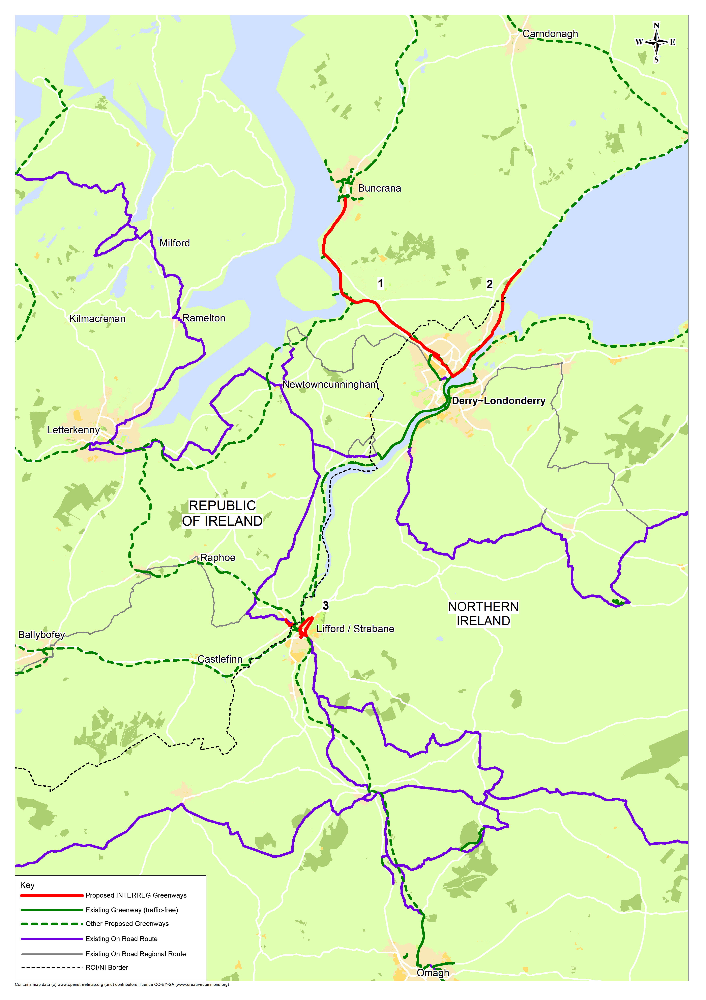 Carndonagh
N
W E
S
Buncrana
Milford
1
2
Kilmacrenan
Ramelton
Newtowncunningham
Derry~Londonderry
Letterkenny
REPUBLIC
OF IRELAND
Raphoe
3
NORTHERN
IRELAND
Lifford / Strabane
Ballybofey
Castlefinn
Key
Proposed INTERREG Greenways
Existing Greenway (traffic-free)
Other Proposed Greenways
Existing On Road Route
Existing On Road Regional Route
ROI/NI Border
Omagh
Contains map data (c) www.openstreetmap.org (and) contributors, licence CC-BY-SA (www.creativecommons.org)